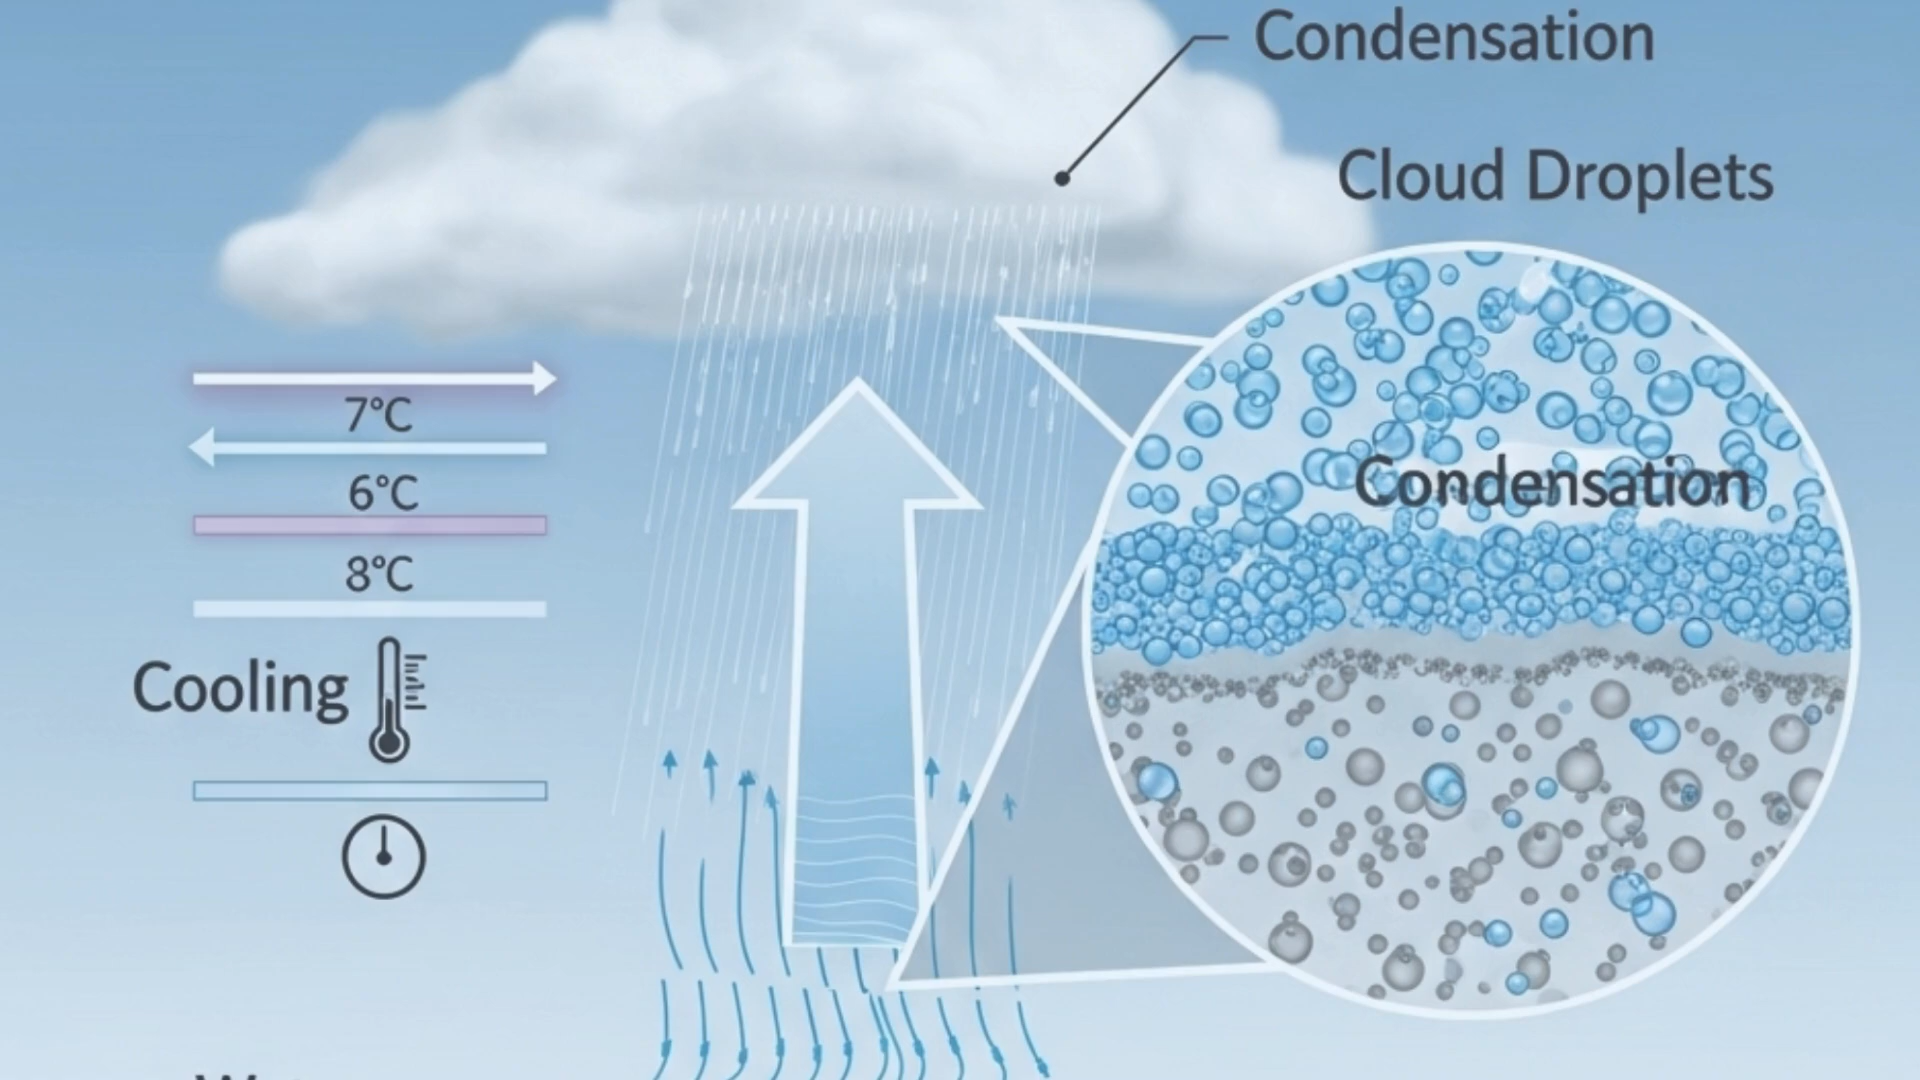 Condensation
Cloud Droplets
7°C
6°C
Condensation
8°C
Cooling